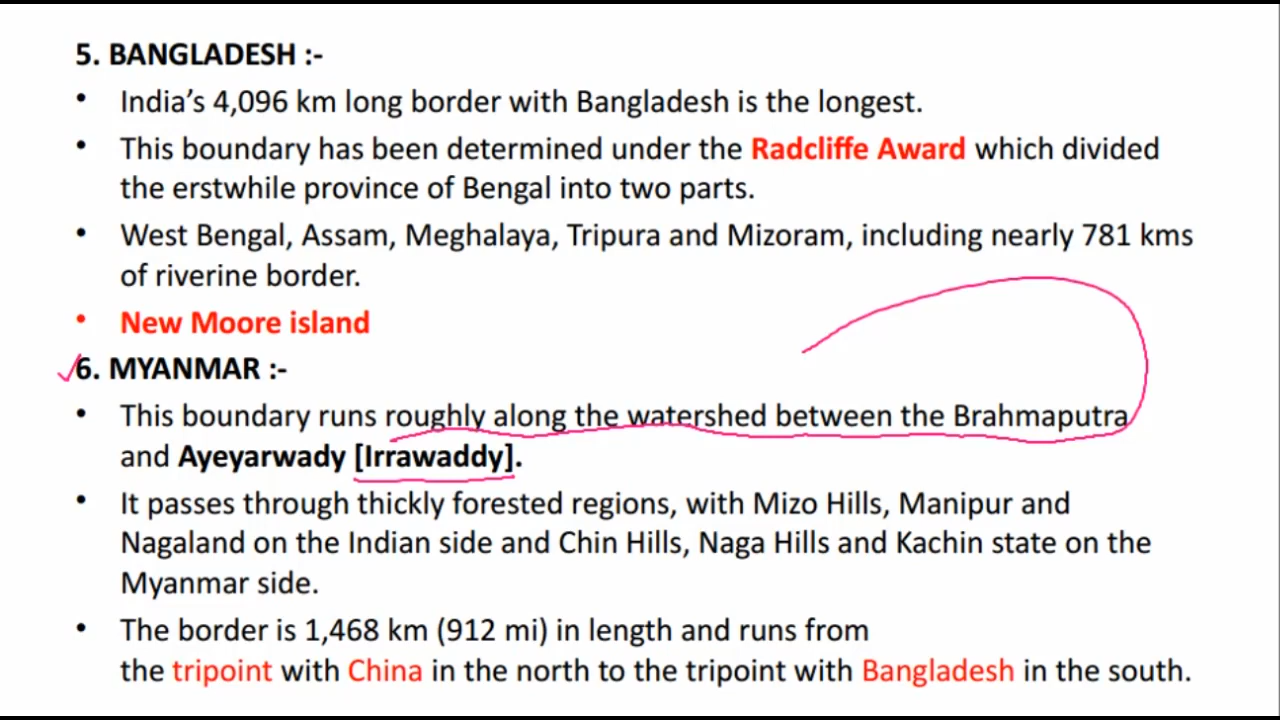 5. BANGLADESH :-
• India’s 4,096 km long border with Bangladesh is the longest.
• This boundary has been determined under the Radcliffe Award which divided
the erstwhile province of Bengal into two parts.
• West Bengal, Assam, Meghalaya, Tripura and Mizoram, including nearly 781 kms
of riverine border.
• New Moore island
6. MYANMAR :-
• This boundary runs roughly along the watershed between the Brahmaputra
and Ayeyarwady [Irrawaddy].
• It passes through thickly forested regions, with Mizo Hills, Manipur and
Nagaland on the Indian side and Chin Hills, Naga Hills and Kachin state on the
Myanmar side.
• The border is 1,468 km (912 mi) in length and runs from
the tripoint with China in the north to the tripoint with Bangladesh in the south.